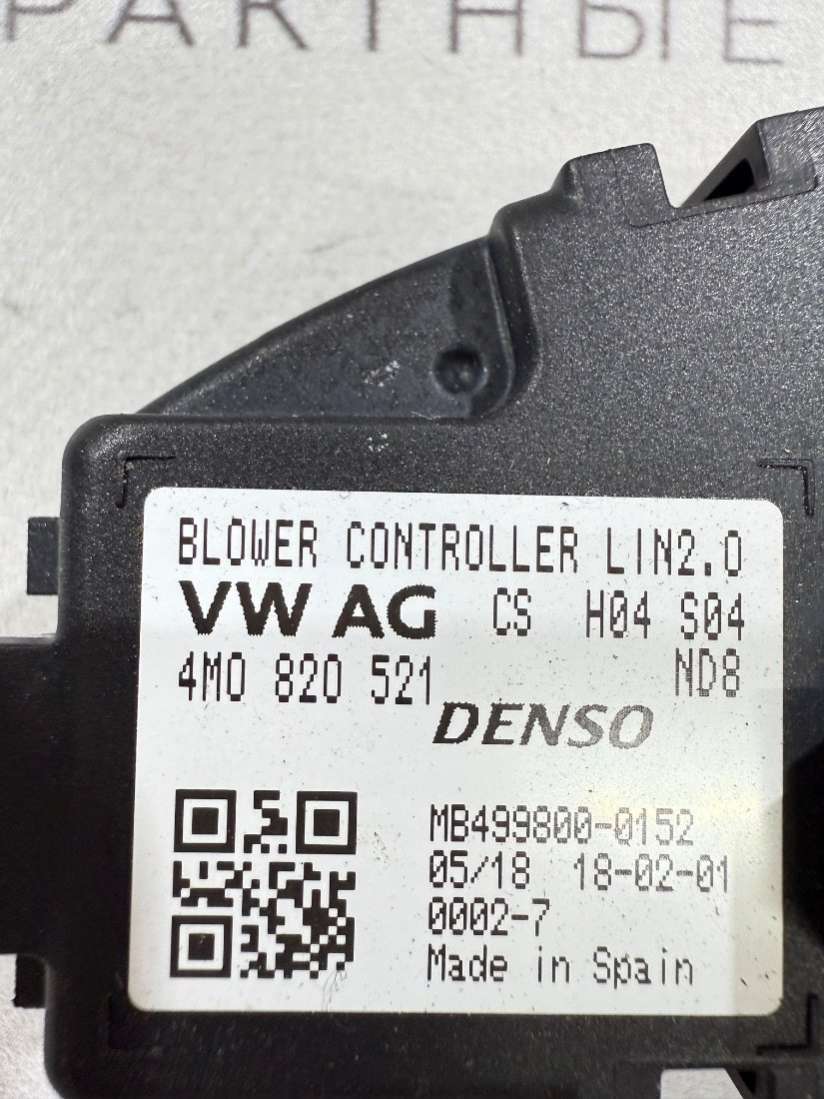 АРТНЫЕ
BLOWER CONTROLLER LIN2.0
VW AG CS H04 S04
4M0 820 521 ND8
DENSO
MB499800-0152
05/18 18-02-01
0002-7
Made in Spain